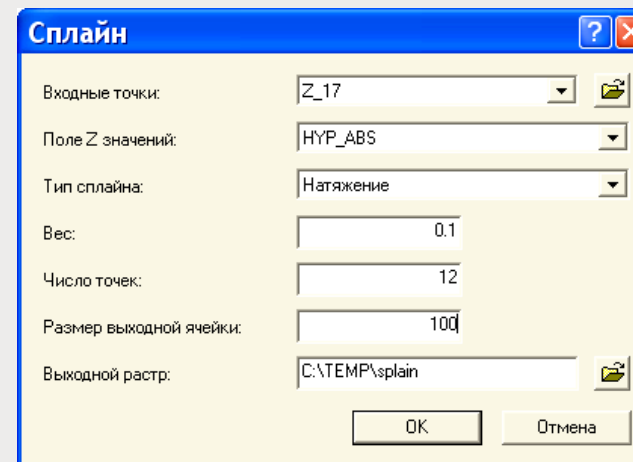 Сплайн
Входные точки: Z_17
Поле Z значений: HYP_ABS
Тип сплайна: Натяжение
Вес: 0.1
Число точек: 12
Размер выходной ячейки: 100
Выходной растр: C:\TEMP\splain
OK Отмена